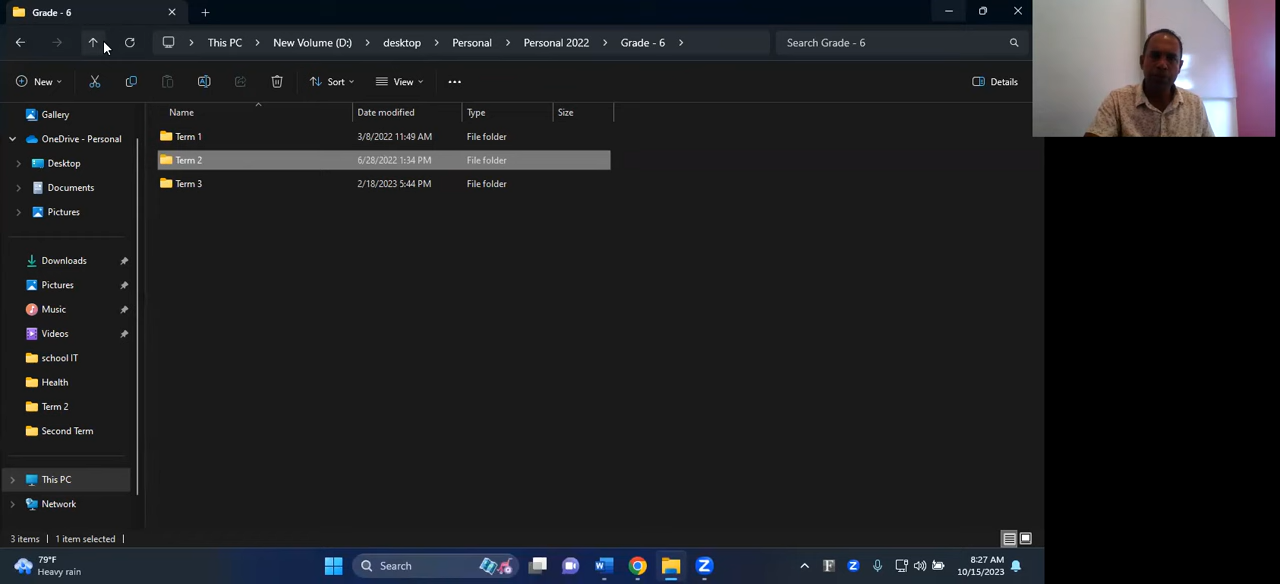 Grade - 6
This PC
New Volume (D:)
desktop
Personal
Personal 2022
Grade - 6
Search Grade - 6
New
Sort
View
Details
Gallery
OneDrive - Personal
Desktop
Documents
Pictures
Downloads
Pictures
Music
Videos
school IT
Health
Term 2
Second Term
This PC
Network
Name Date modified Type Size
Term 1 3/8/2022 11:49 AM File folder
Term 2 6/28/2022 1:34 PM File folder
Term 3 2/18/2023 5:44 PM File folder
3 items 1 item selected
79°F
Heavy rain
Search
8:27 AM
10/15/2023